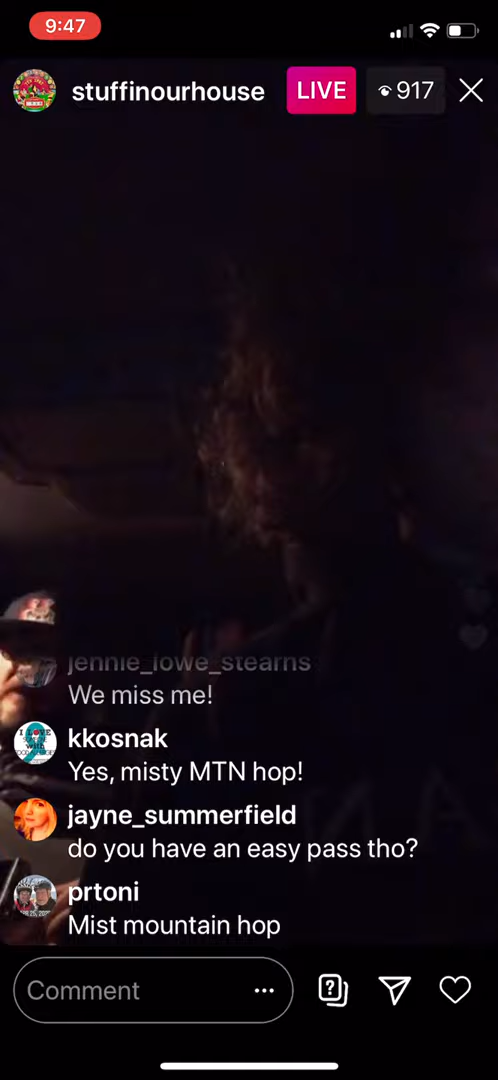 9:47
stuffinourhouse
LIVE
917
jennie_lowe_stearns
We miss me!
kkosnak
Yes, misty MTN hop!
jayne_summerfield
do you have an easy pass tho?
prtoni
Mist mountain hop
Comment